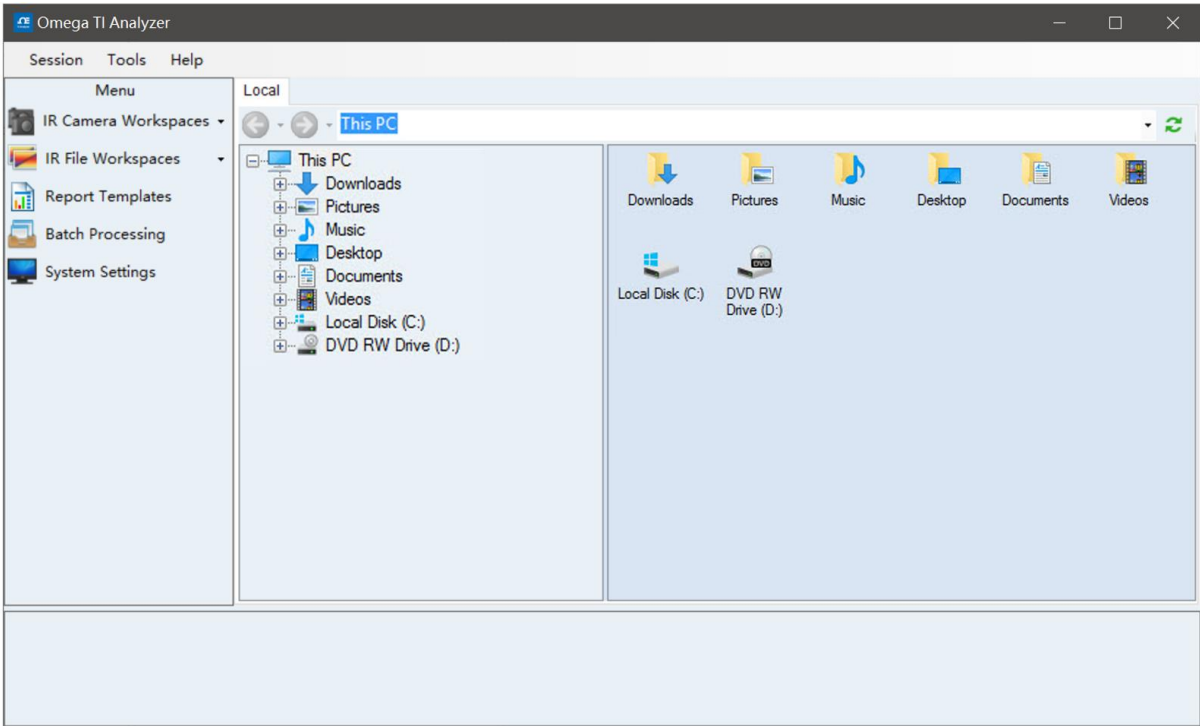 Omega TI Analyzer
Session Tools Help
Menu
IR Camera Workspaces
IR File Workspaces
Report Templates
Batch Processing
System Settings
Local
This PC
This PC
Downloads
Pictures
Music
Desktop
Documents
Videos
Local Disk (C:)
DVD RW Drive (D:)
Downloads Pictures Music Desktop Documents Videos
Local Disk (C:) DVD RW
Drive (D:)
DVD